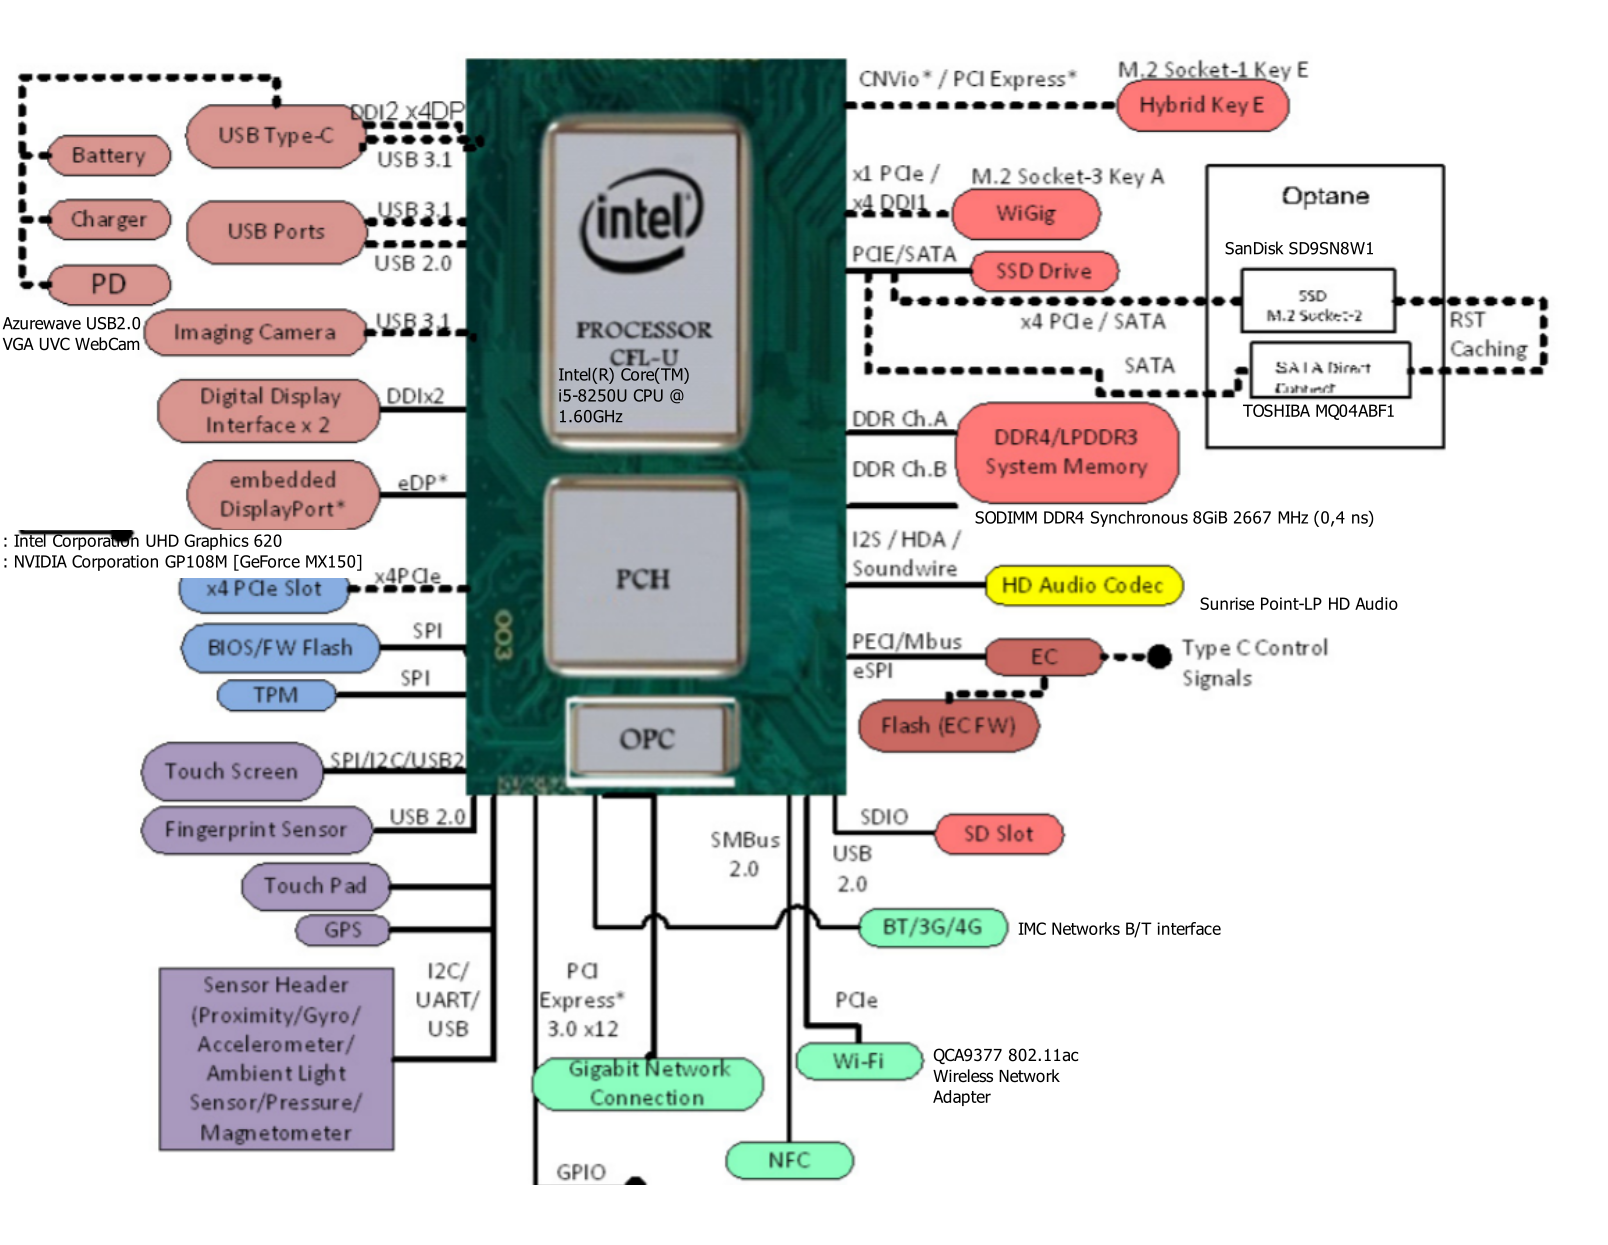 CNVio* / PCI Express*
M.2 Socket-1 Key E
Hybrid Key E
DDI2 x4DP
USB Type-C
USB 3.1
Battery
Charger
PD
USB 3.1
USB Ports
USB 2.0
Azurewave USB2.0
VGA UVC WebCam
Imaging Camera
USB 3.1
Digital Display
Interface x 2
DDIx2
embedded
DisplayPort*
eDP*
: Intel Corporation UHD Graphics 620
: NVIDIA Corporation GP108M [GeForce MX150]
x4 PCIe Slot
x4PCIe
BIOS/FW Flash
SPI
TPM
SPI
Touch Screen
SPI/I2C/USB2
Fingerprint Sensor
USB 2.0
Touch Pad
GPS
Sensor Header
(Proximity/Gyro/
Accelerometer/
Ambient Light
Sensor/Pressure/
Magnetometer
I2C/
UART/
USB
intel
PROCESSOR
CFL-U
Intel(R) Core(TM)
i5-8250U CPU @
1.60GHz
PCH
003
OPC
x1 PCIe /
x4 DDI1
M.2 Socket-3 Key A
WiGig
PCIE/SATA
SSD Drive
x4 PCIe / SATA
SATA
Optane
SanDisk SD9SN8W1
SSD
M.2 Socket-2
SATA Direct
Connect
TOSHIBA MQ04ABF1
RST
Caching
DDR Ch.A
DDR Ch.B
DDR4/LPDDR3
System Memory
SODIMM DDR4 Synchronous 8GiB 2667 MHz (0,4 ns)
I2S / HDA /
Soundwire
HD Audio Codec
Sunrise Point-LP HD Audio
PECI/Mbus
eSPI
EC
Type C Control
Signals
Flash (EC FW)
SDIO
SD Slot
SMBus
2.0
USB
2.0
BT/3G/4G
IMC Networks B/T interface
PCI
Express*
3.0 x12
Gigabit Network
Connection
PCIe
Wi-Fi
QCA9377 802.11ac
Wireless Network
Adapter
NFC
GPIO